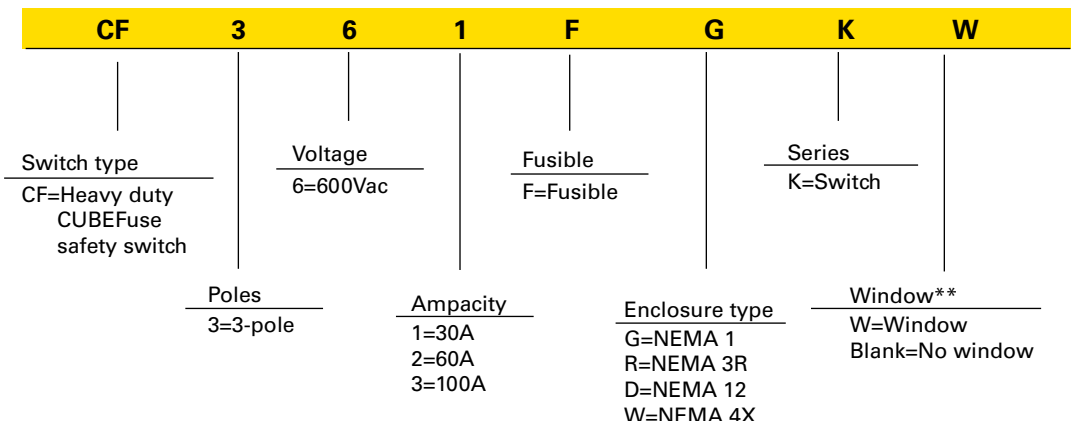 CF 3 6 1 F G K W
Switch type
CF=Heavy duty
CUBEFuse
safety switch
Poles
3=3-pole
Voltage
6=600Vac
Ampacity
1=30A
2=60A
3=100A
Fusible
F=Fusible
Enclosure type
G=NEMA 1
R=NEMA 3R
D=NEMA 12
W=NEMA 4X
Series
K=Switch
Window**
W=Window
Blank=No window